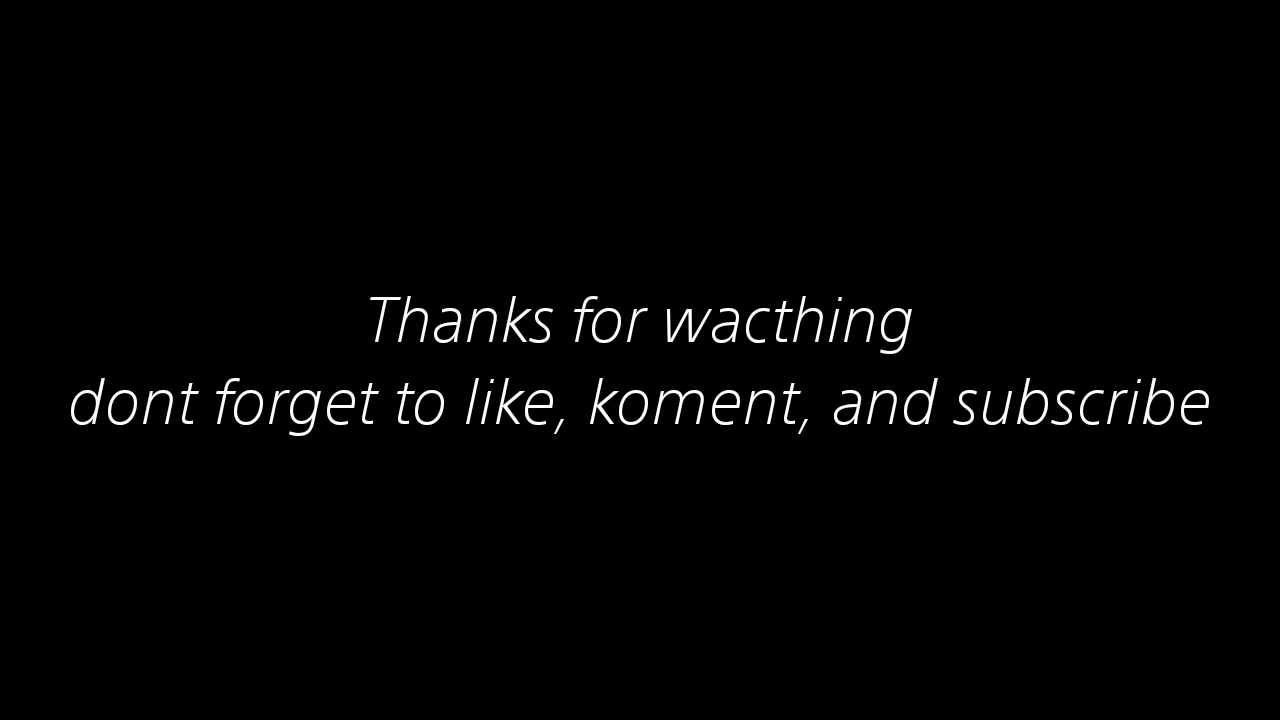 Thanks for wacthing
dont forget to like, koment, and subscribe